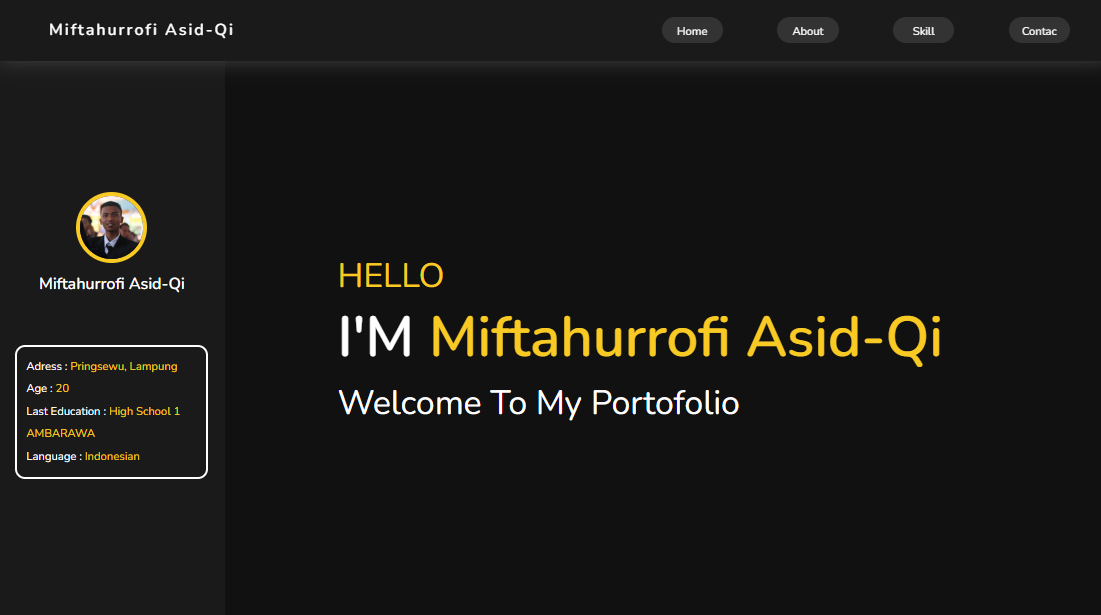 Miftahurrofi Asid-Qi
Home
About
Skill
Contac
Miftahurrofi Asid-Qi
Adress : Pringsewu, Lampung
Age : 20
Last Education : High School 1
AMBARAWA
Language : Indonesian
HELLO
I'M Miftahurrofi Asid-Qi
Welcome To My Portofolio